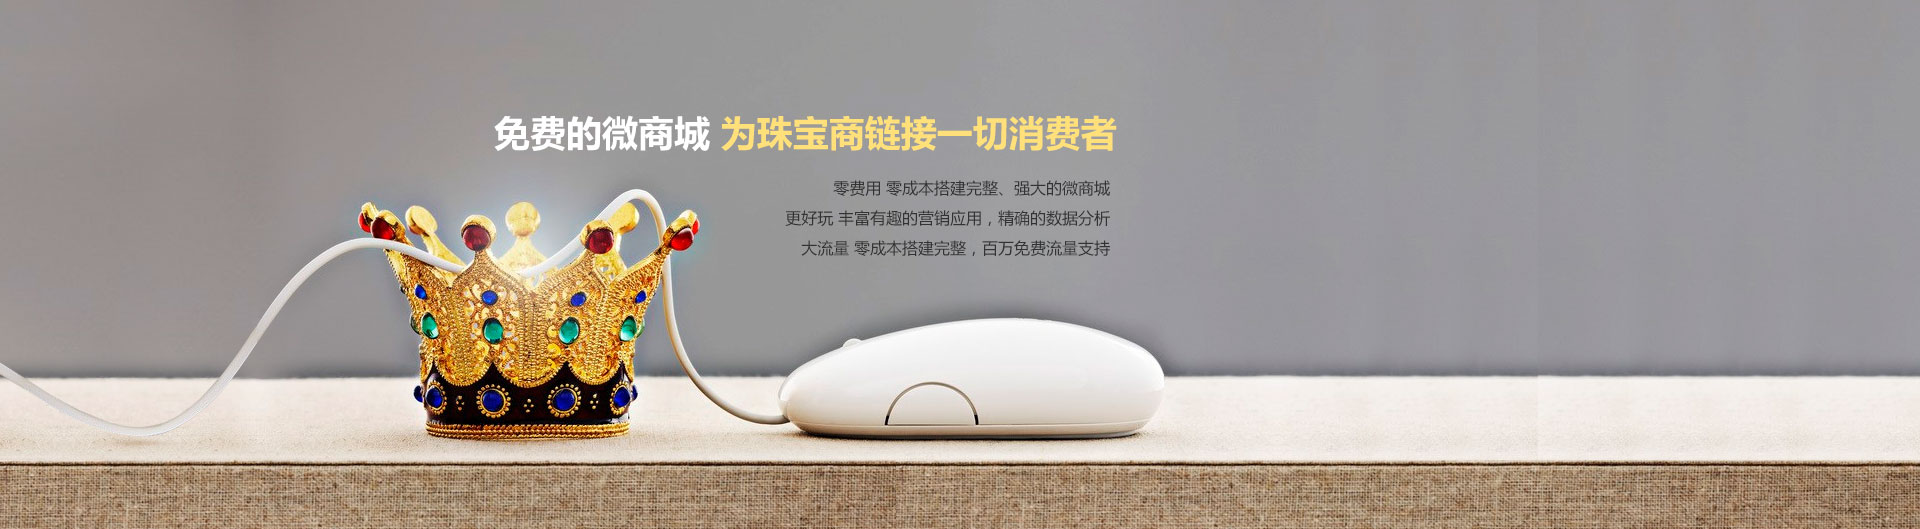 免费的微商城 为珠宝商链接一切消费者
零费用 零成本搭建完整、强大的微商城
更好玩 丰富有趣的营销应用，精确的数据分析
大流量 零成本搭建完整，百万免费流量支持